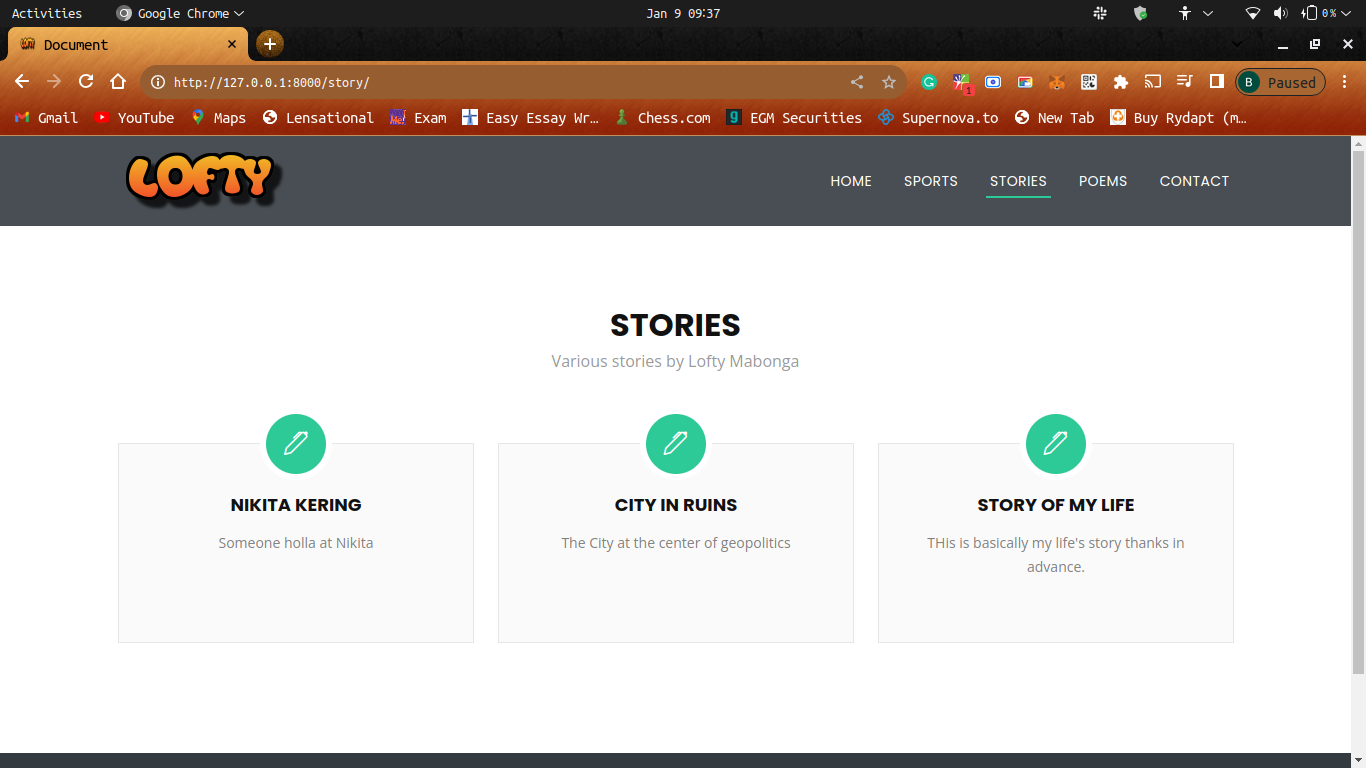 Activities Google Chrome Jan 9 09:37 0%
Document
http://127.0.0.1:8000/story/ 1 B Paused
Gmail YouTube Maps Lensational Me! Exam Easy Essay Wr… Chess.com g EGM Securities Supernova.to New Tab Buy Rydapt (m…
LOFTY HOME SPORTS STORIES POEMS CONTACT
STORIES
Various stories by Lofty Mabonga
NIKITA KERING
Someone holla at Nikita
CITY IN RUINS
The City at the center of geopolitics
STORY OF MY LIFE
THis is basically my life's story thanks in
advance.